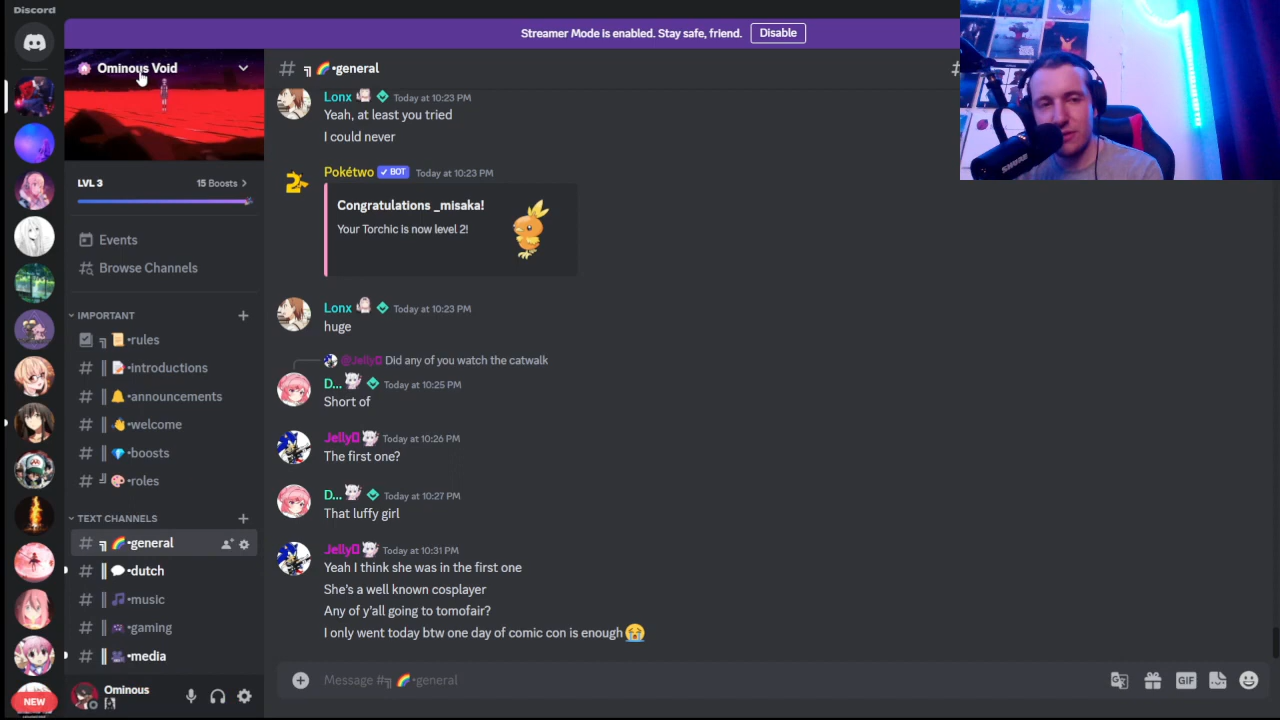 Discord
Streamer Mode is enabled. Stay safe, friend.
Disable
Ominous Void
LVL 3
15 Boosts
Events
Browse Channels
IMPORTANT
rules
introductions
announcements
welcome
boosts
roles
TEXT CHANNELS
general
dutch
music
gaming
media
Ominous
NEW
general
Lonx Today at 10:23 PM
Yeah, at least you tried
I could never
Pokétwo BOT Today at 10:23 PM
Congratulations _misaka!
Your Torchic is now level 2!
Lonx Today at 10:23 PM
huge
@Jelly Did any of you watch the catwalk
D... Today at 10:25 PM
Short of
Jelly Today at 10:26 PM
The first one?
D... Today at 10:27 PM
That luffy girl
Jelly Today at 10:31 PM
Yeah I think she was in the first one
She's a well known cosplayer
Any of y'all going to tomofair?
I only went today btw one day of comic con is enough 😭
Message #general
GIF
SHURE